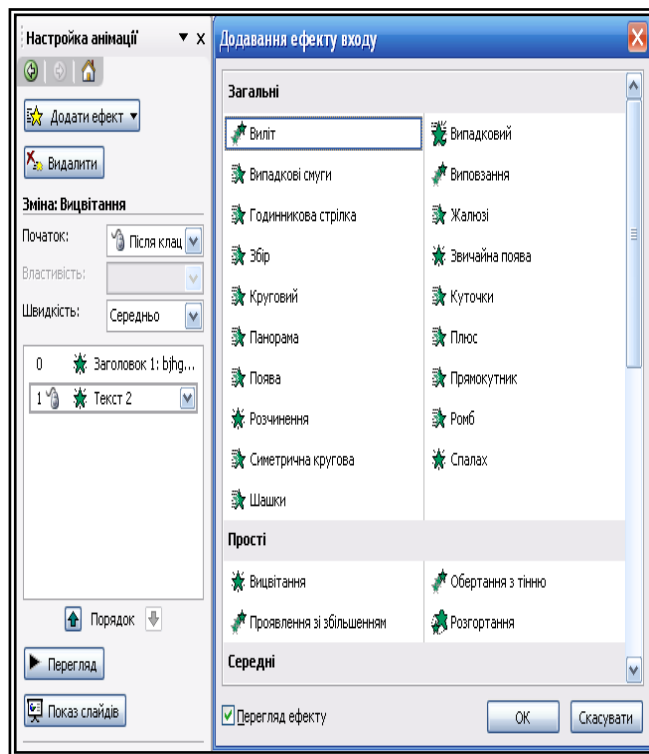 Настройка анімації
Додати ефект
Видалити
Зміна: Вицвітання
Початок:
Після клац
Властивість:
Швидкість:
Середньо
0 Заголовок 1: bjhg...
1 Текст 2
Порядок
Перегляд
Показ слайдів
Додавання ефекту входу
Загальні
Виліт
Випадковий
Випадкові смуги
Виповзання
Годинникова стрілка
Жалюзі
Збір
Звичайна поява
Круговий
Куточки
Панорама
Плюс
Поява
Прямокутник
Розчинення
Ромб
Симетрична кругова
Спалах
Шашки
Прості
Вицвітання
Обертання з тінню
Проявлення зі збільшенням
Розгортання
Середні
Перегляд ефекту
ОК
Скасувати